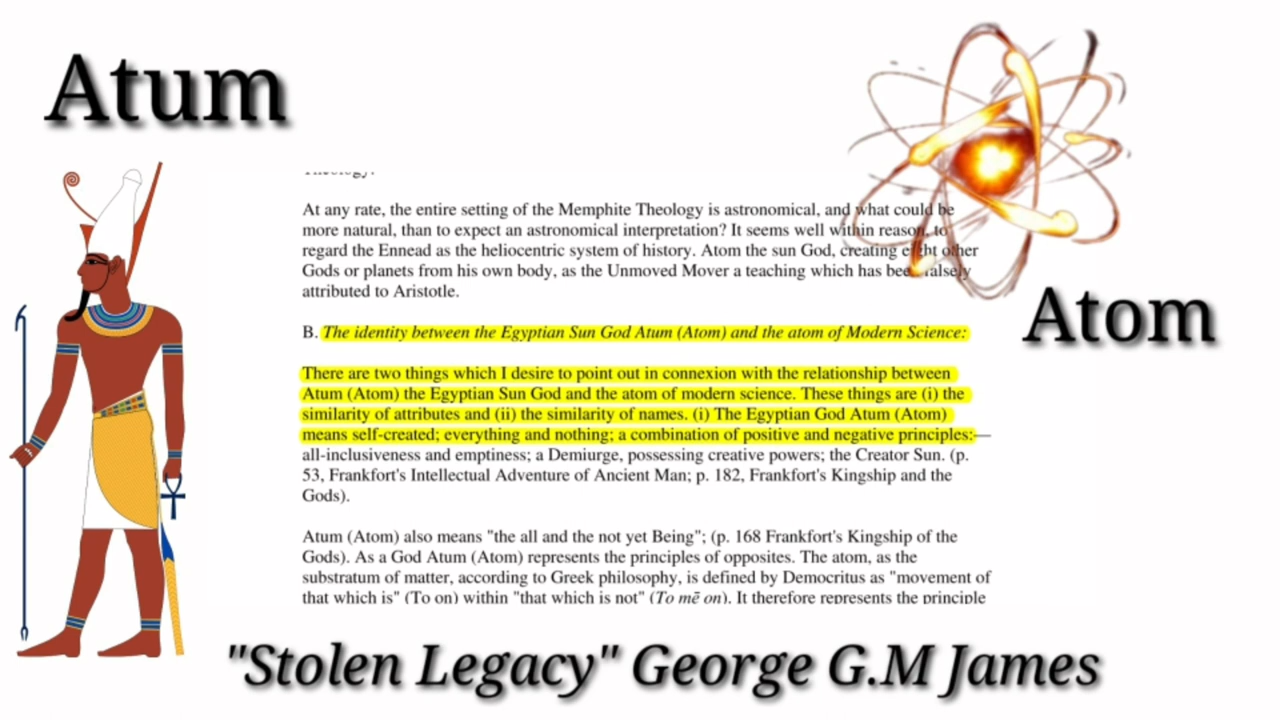 Atum
Atom
At any rate, the entire setting of the Memphite Theology is astronomical, and what could be
more natural, than to expect an astronomical interpretation? It seems well within reason, to
regard the Ennead as the heliocentric system of history. Atom the sun God, creating eight other
Gods or planets from his own body, as the Unmoved Mover a teaching which has been falsely
attributed to Aristotle.
B. The identity between the Egyptian Sun God Atum (Atom) and the atom of Modern Science:
There are two things which I desire to point out in connexion with the relationship between
Atum (Atom) the Egyptian Sun God and the atom of modern science. These things are (i) the
similarity of attributes and (ii) the similarity of names. (i) The Egyptian God Atum (Atom)
means self-created; everything and nothing; a combination of positive and negative principles:—
all-inclusiveness and emptiness; a Demiurge, possessing creative powers; the Creator Sun. (p.
53, Frankfort's Intellectual Adventure of Ancient Man; p. 182, Frankfort's Kingship and the
Gods).
Atum (Atom) also means "the all and the not yet Being"; (p. 168 Frankfort's Kingship of the
Gods). As a God Atum (Atom) represents the principles of opposites. The atom, as the
substratum of matter, according to Greek philosophy, is defined by Democritus as "movement of
that which is" (To on) within "that which is not" (To mē on). It therefore represents the principle
"Stolen Legacy" George G.M James